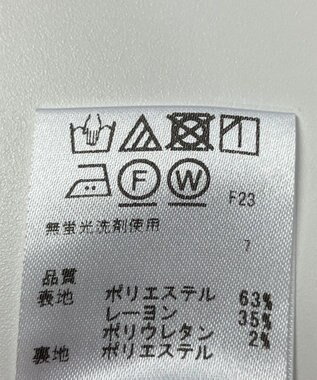 F W F23
無蛍光洗剤使用
7
品質
表地 ポリエステル 63%
レーヨン 35%
ポリウレタン 2%
裏地 ポリエステル